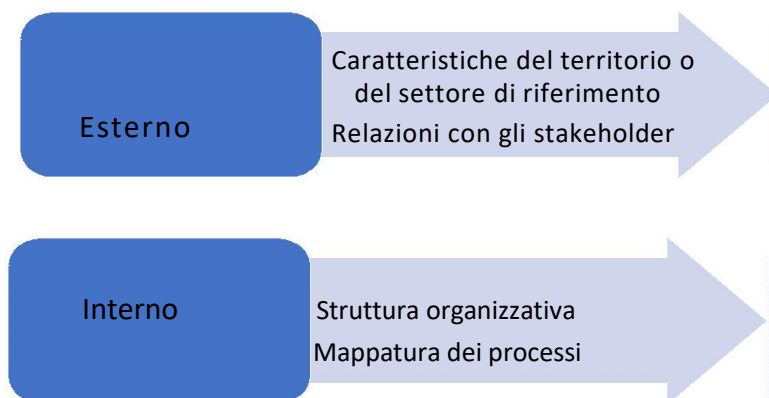 Esterno
Caratteristiche del territorio o
del settore di riferimento
Relazioni con gli stakeholder
Interno
Struttura organizzativa
Mappatura dei processi